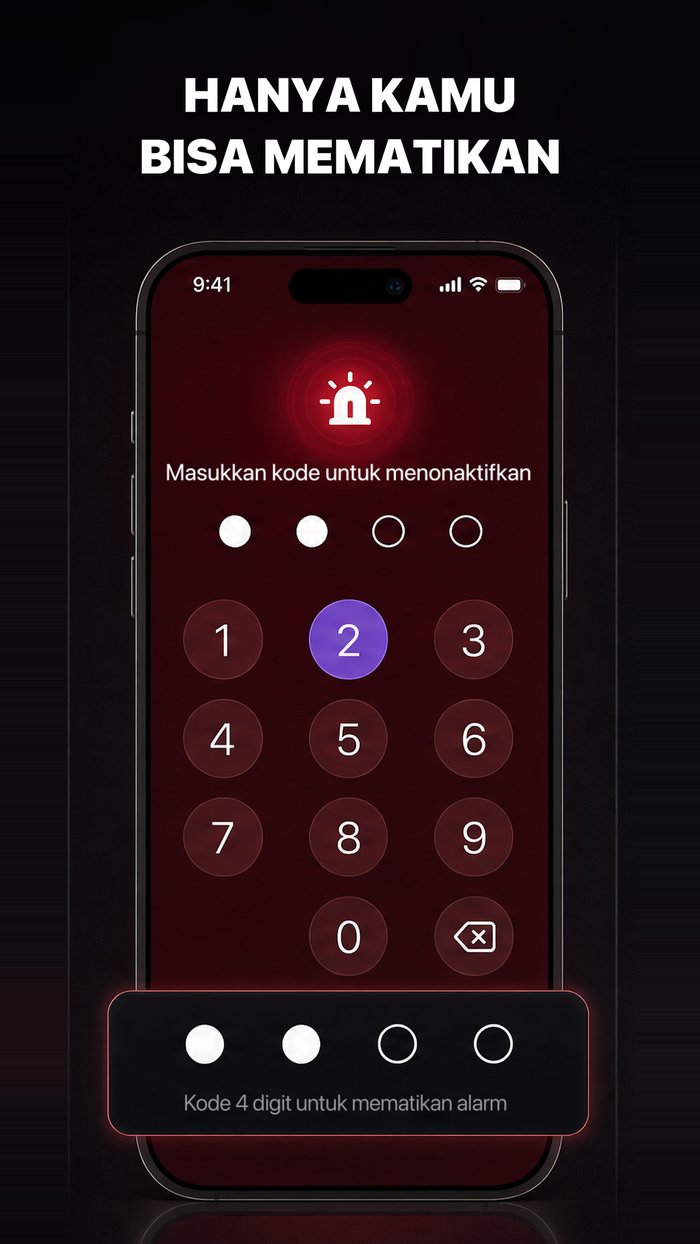 HANYA KAMU
BISA MEMATIKAN
9:41
Masukkan kode untuk menonaktifkan
1 2 3
4 5 6
7 8 9
0
Kode 4 digit untuk mematikan alarm